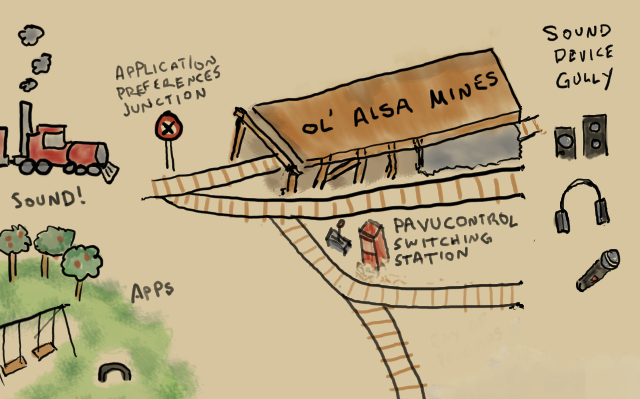 APPLICATION
PREFERENCES
JUNCTION
OL' ALSA MINES
SOUND
DEVICE
GULLY
SOUND!
PAVUCONTROL
SWITCHING
STATION
APPS